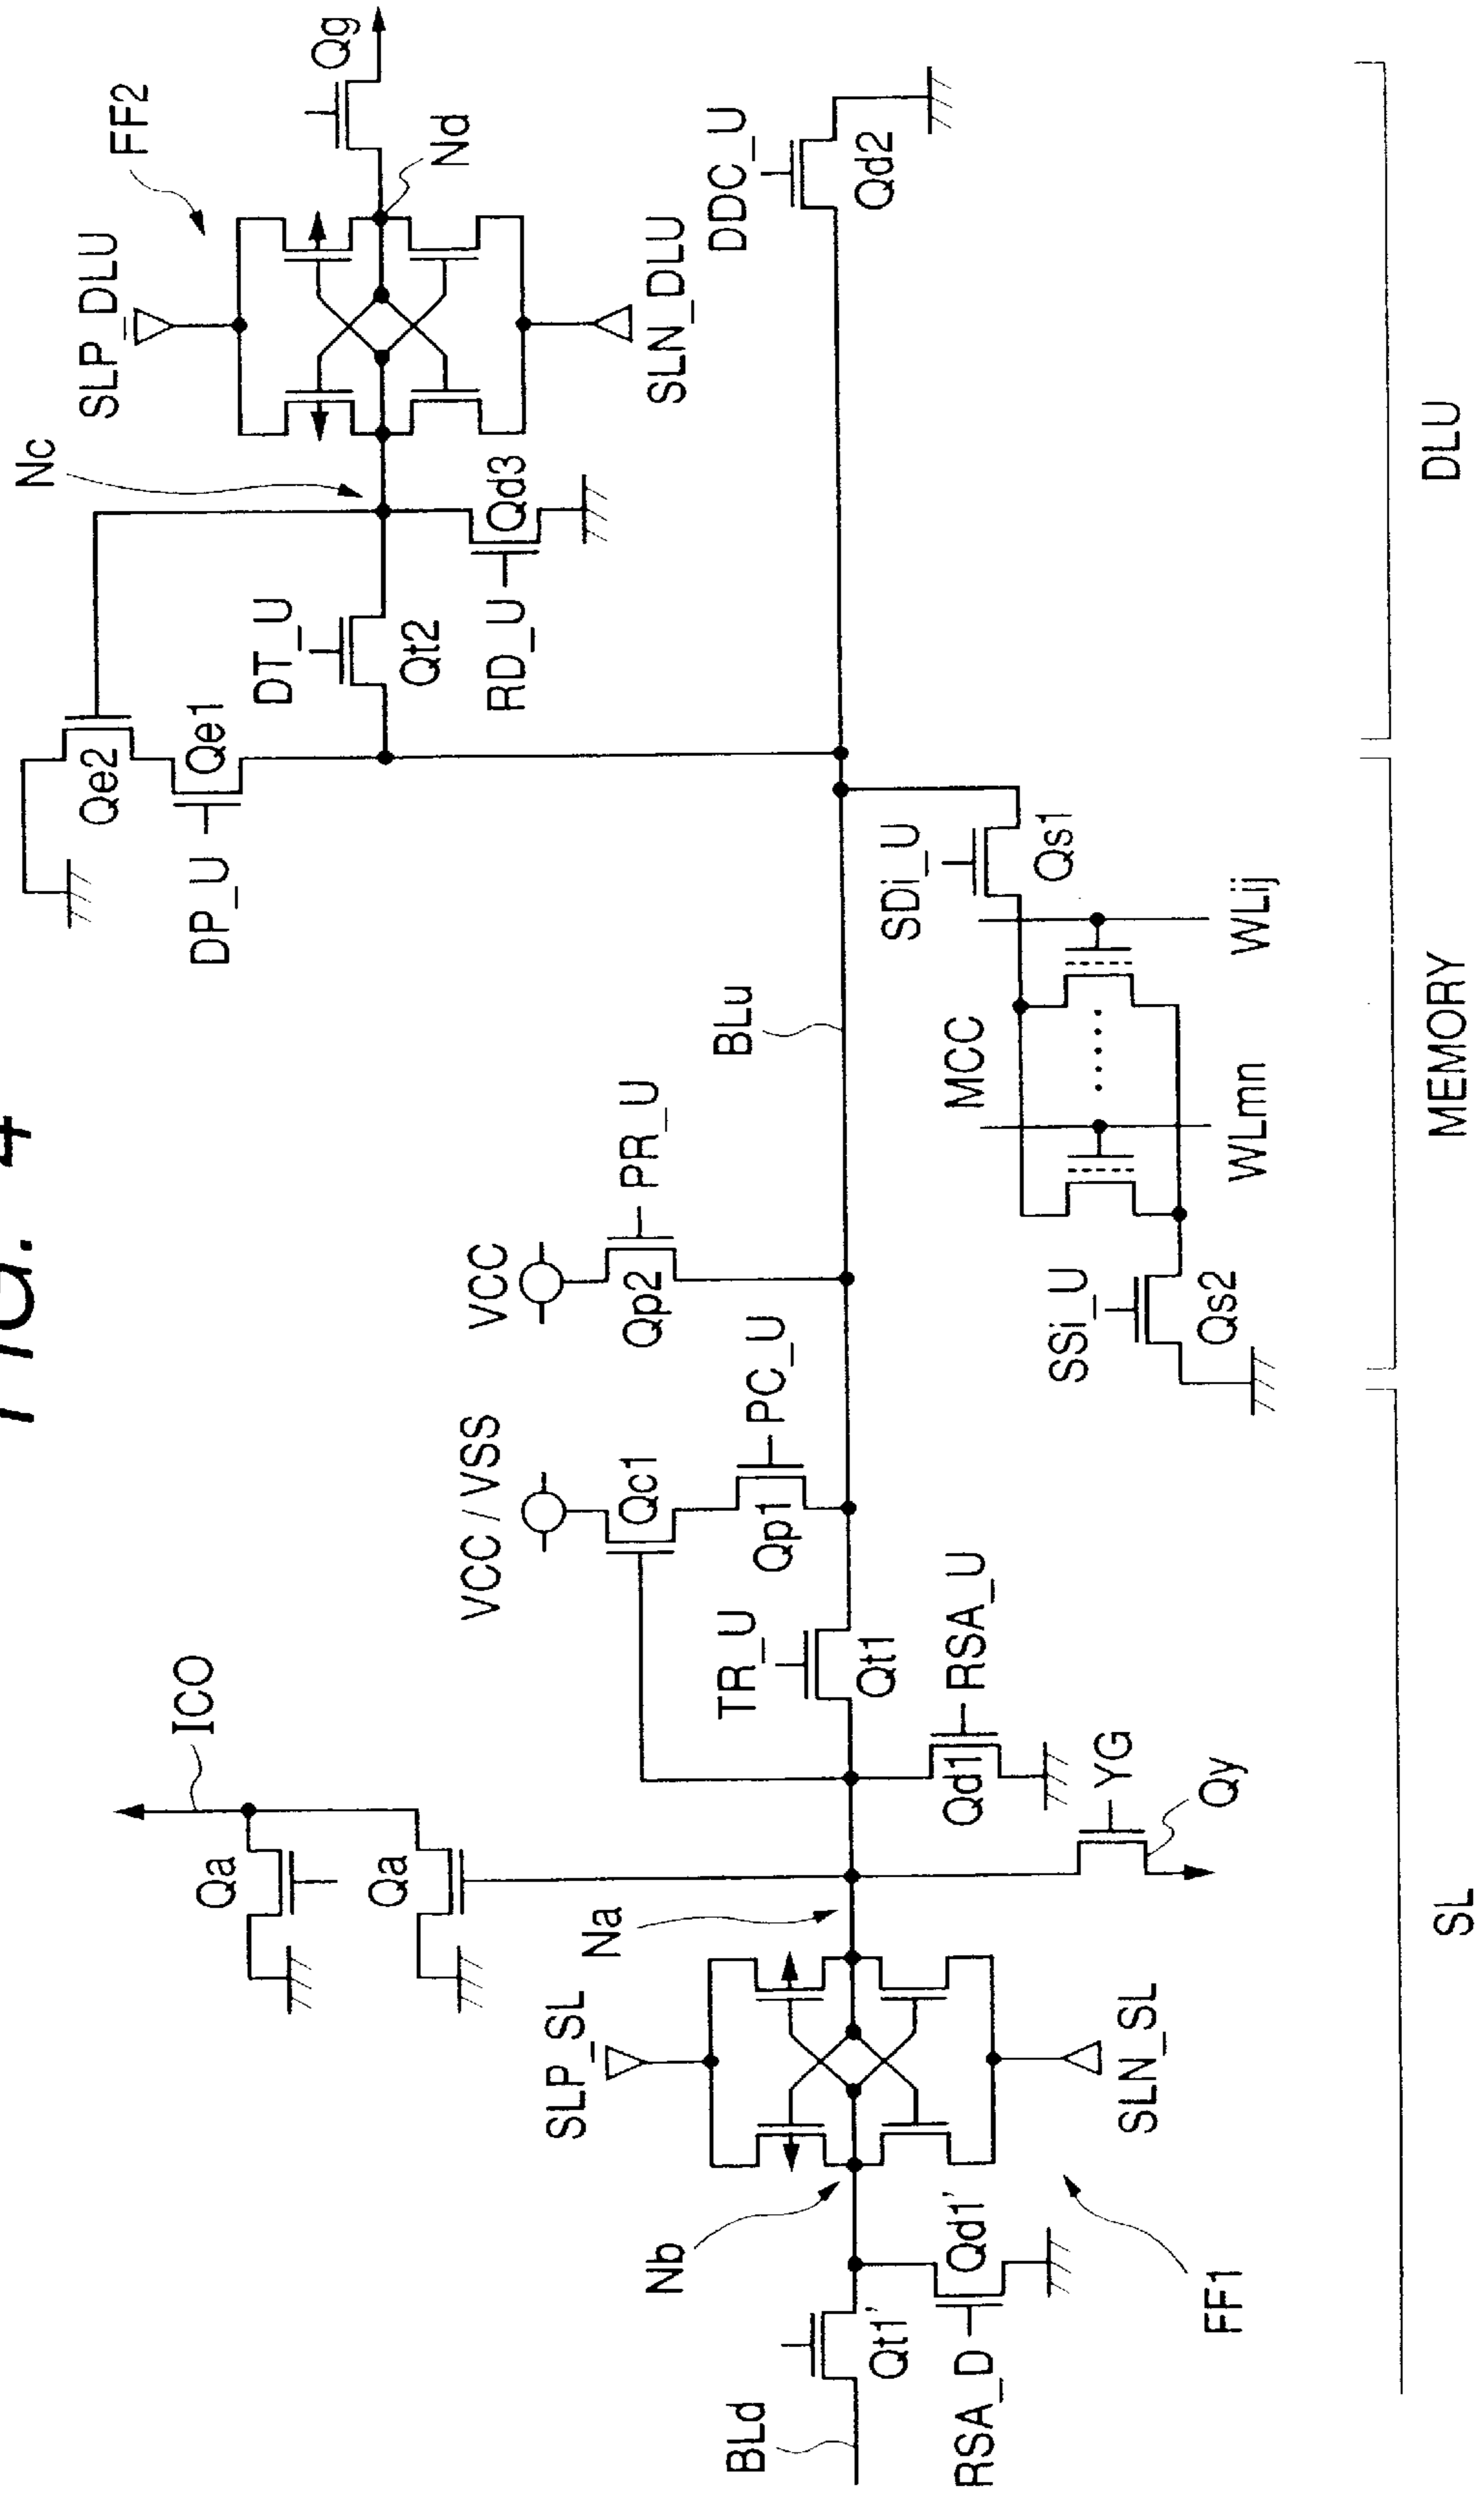 FIG. 4
Nc
SLP_DLU
FF2
Qg
Nd
SLN_DLU
DT_U
Qt2
RD_U
Qd3
DDC_U
Qd2
Qe2
Qe1
DP_U
BLu
SDi_U
Qs1
MCC
WLij
WLmn
SSi_U
Qs2
VCC
PR_U
Qp2
VCC / VSS
Qc1
PC_U
Qp1
TR_U
Qt1
RSA_U
Qd1
ICO
Qa
Qa
YG
Qy
Na
SLP_SL
SLN_SL
Nb
Qd1'
Qt1'
BLd
RSA_D
FF1
SL
MEMORY
DLU